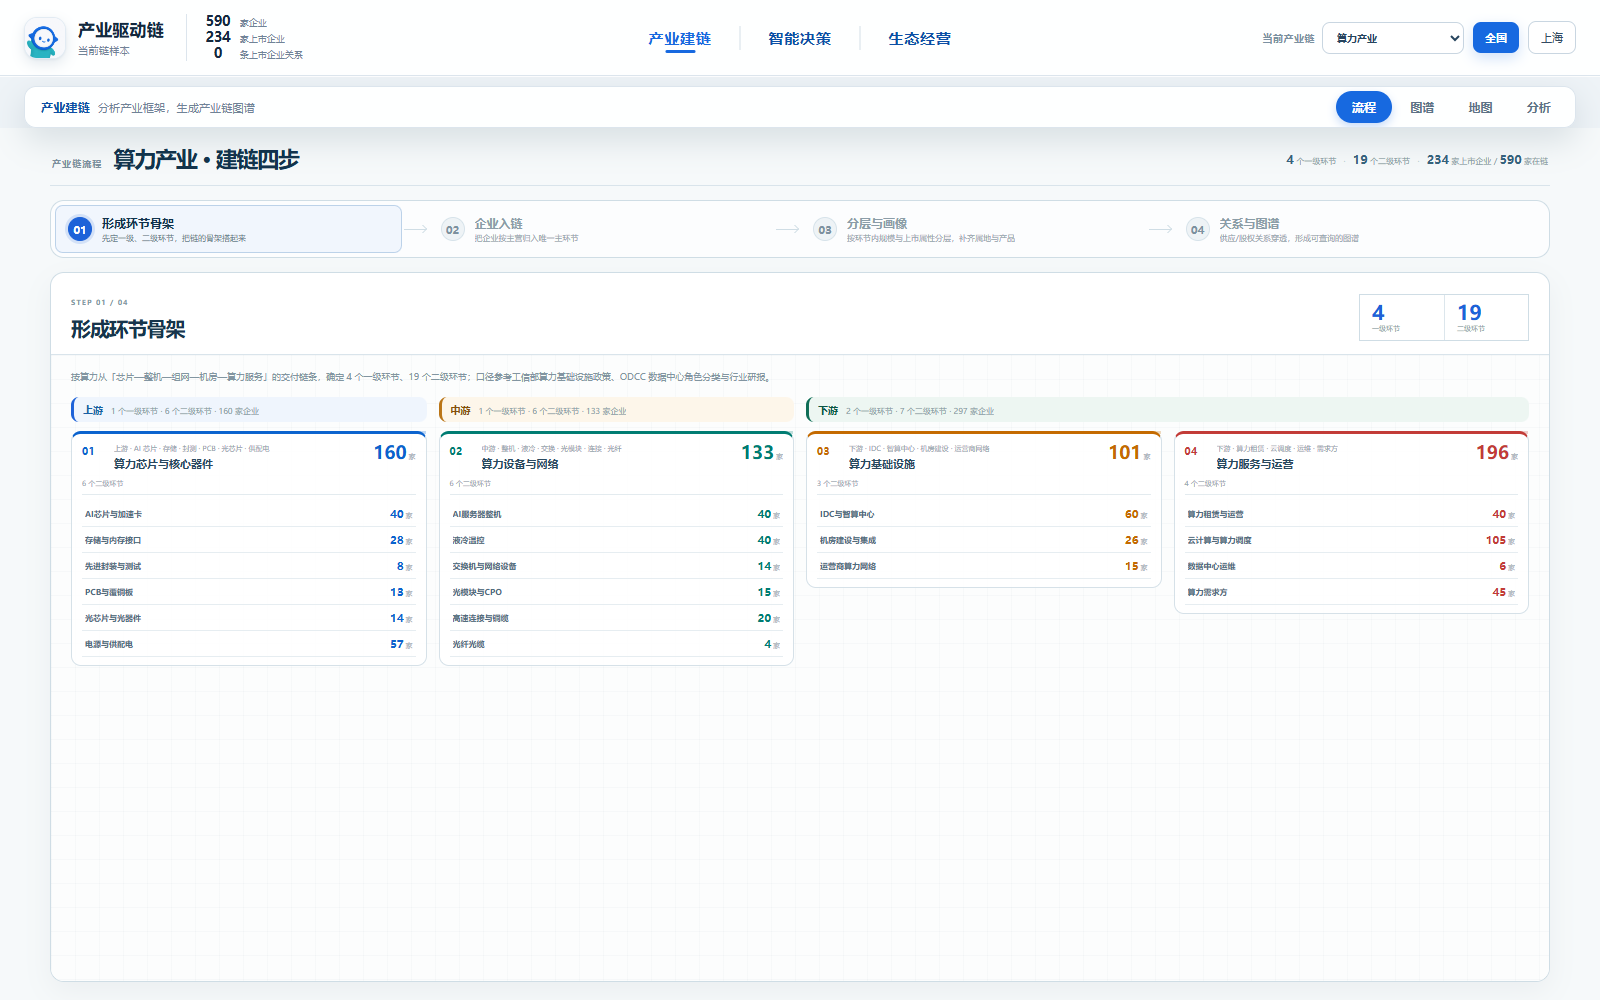 产业驱动链
当前链样本
590 家企业
234 家上市企业
0 条上市企业关系
产业建链
智能决策
生态经营
当前产业链
算力产业
全国
上海
产业建链 分析产业框架，生成产业链图谱
流程
图谱
地图
分析
产业链流程 算力产业 • 建链四步
4 个一级环节 · 19 个二级环节 · 234 家上市企业 / 590 家在链
01 形成环节骨架
先定一级、二级环节，把链的骨架搭起来
02 企业入链
把企业按主营归入唯一主环节
03 分层与画像
按环节内规模与上市属性分层，补齐属地与产品
04 关系与图谱
供应/股权关系穿透，形成可查询的图谱
STEP 01 / 04
形成环节骨架
4 一级环节
19 二级环节
按算力从「芯片—整机—组网—机房—算力服务」的交付链条，确定 4 个一级环节、19 个二级环节；口径参考工信部算力基础设施政策、ODCC 数据中心角色分类与行业研报。
上游 1 个一级环节 · 6 个二级环节 · 160 家企业
中游 1 个一级环节 · 6 个二级环节 · 133 家企业
下游 2 个一级环节 · 7 个二级环节 · 297 家企业
01 上游 · AI 芯片 · 存储 · 封测 · PCB · 光芯片 · 供配电
算力芯片与核心器件
160 家
6 个二级环节
AI芯片与加速卡 40 家
存储与内存接口 28 家
先进封装与测试 8 家
PCB与覆铜板 13 家
光芯片与光器件 14 家
电源与供配电 57 家
02 中游 · 整机 · 液冷 · 交换 · 光模块 · 连接 · 光纤
算力设备与网络
133 家
6 个二级环节
AI服务器整机 40 家
液冷温控 40 家
交换机与网络设备 14 家
光模块与CPO 15 家
高速连接与铜缆 20 家
光纤光缆 4 家
03 下游 · IDC · 智算中心 · 机房建设 · 运营商网络
算力基础设施
101 家
3 个二级环节
IDC与智算中心 60 家
机房建设与集成 26 家
运营商算力网络 15 家
04 下游 · 算力租赁 · 云调度 · 运维 · 需求方
算力服务与运营
196 家
4 个二级环节
算力租赁与运营 40 家
云计算与算力调度 105 家
数据中心运维 6 家
算力需求方 45 家